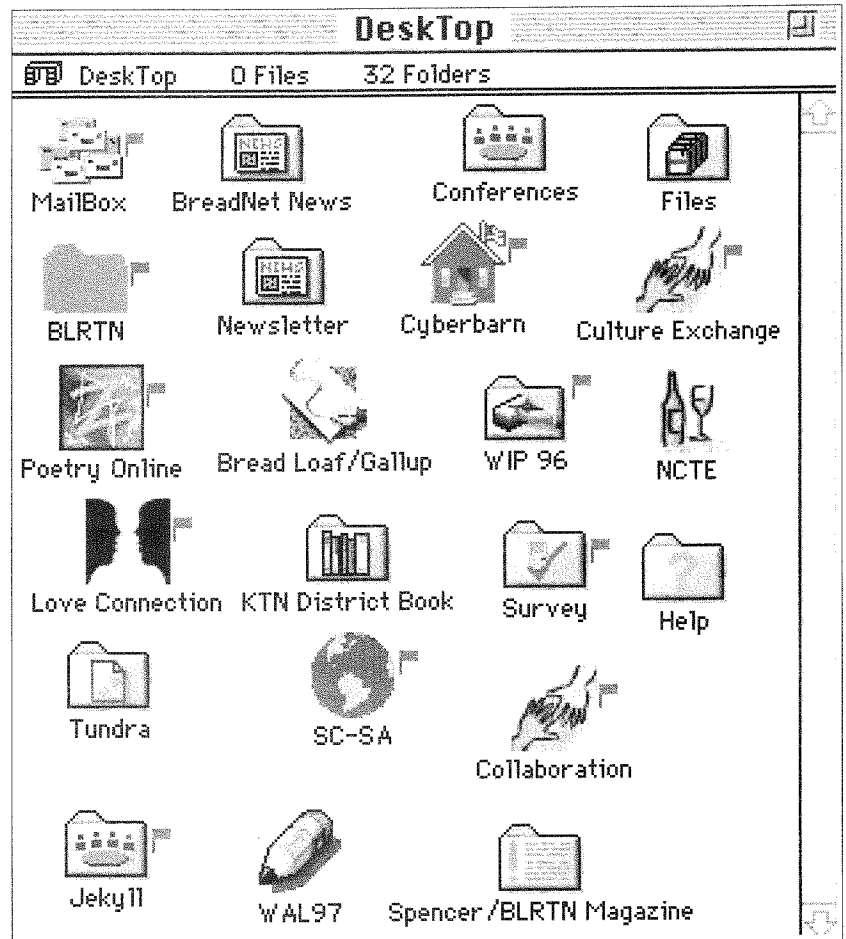 DeskTop
DeskTop 0 Files 32 Folders
MailBox
BreadNet News
Conferences
Files
BLRTN
Newsletter
Cyberbarn
Culture Exchange
Poetry Online
Bread Loaf/Gallup
WIP 96
NCTE
Love Connection
KTN District Book
Survey
Help
Tundra
SC-SA
Collaboration
Jekyll
WAL97
Spencer/BLRTN Magazine